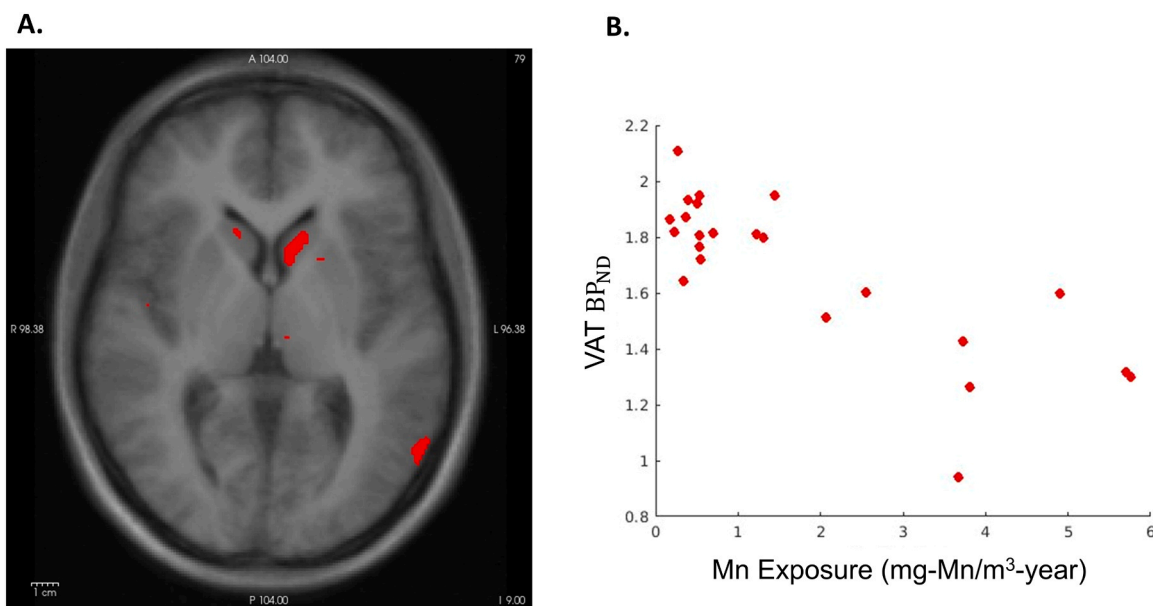 A.
A 104.00
79
R 98.38
L 96.38
1 cm
P 104.00
I 9.00
B.
2.2
2
1.8
1.6
1.4
1.2
1
0.8
VAT BP_ND
0 1 2 3 4 5 6
Mn Exposure (mg-Mn/m³-year)